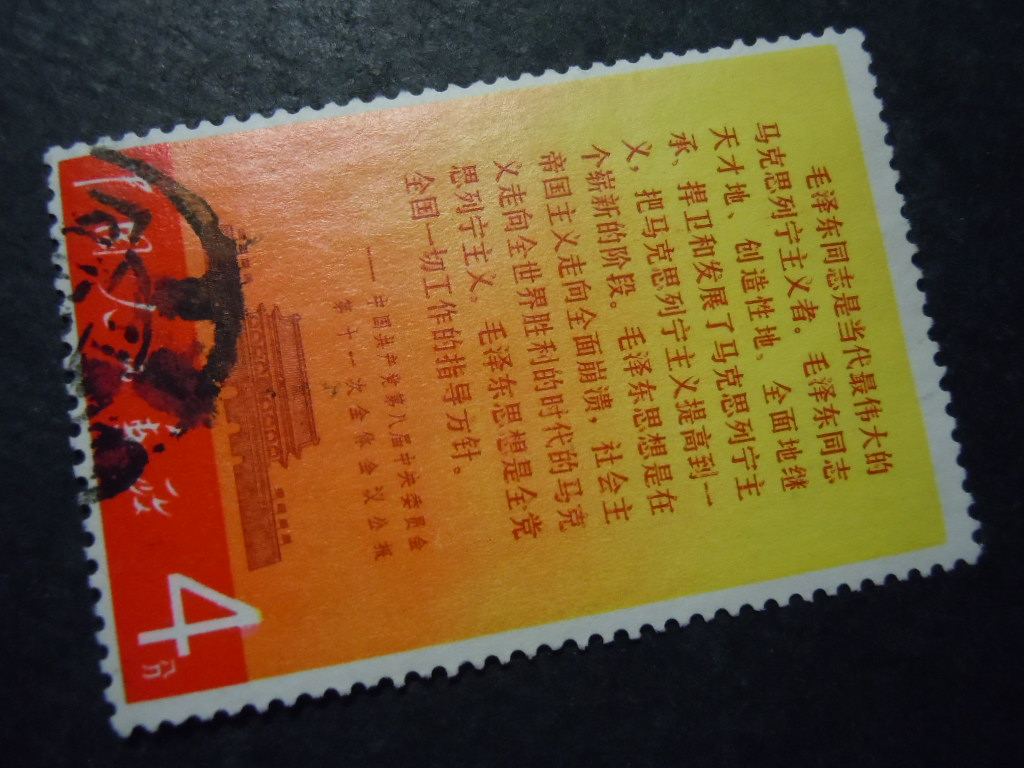 毛泽东同志是当代最伟大的
马克思列宁主义者。毛泽东同志
天才地、创造性地、全面地继
承、捍卫和发展了马克思列宁主
义，把马克思列宁主义提高到一
个崭新的阶段。毛泽东思想是在
帝国主义走向全面崩溃，社会主
义走向全世界胜利的时代的马克
思列宁主义。毛泽东思想是全党
全国一切工作的指导方针。
——中国共产党第八届中央委员会
第十一次全体会议公报
中国人民邮政
4分